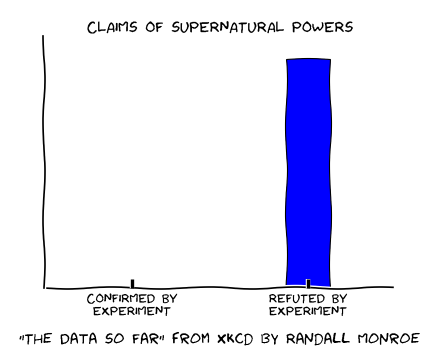 CLAIMS OF SUPERNATURAL POWERS
CONFIRMED BY
EXPERIMENT
REFUTED BY
EXPERIMENT
"THE DATA SO FAR" FROM XKCD BY RANDALL MONROE